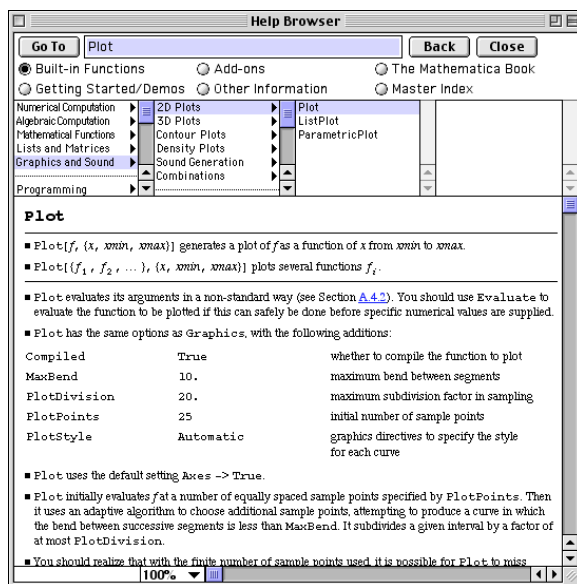 Help Browser
Go To Plot Back Close
Built-in Functions Add-ons The Mathematica Book
Getting Started/Demos Other Information Master Index
Numerical Computation 2D Plots Plot
Algebraic Computation 3D Plots ListPlot
Mathematical Functions Contour Plots ParametricPlot
Lists and Matrices Density Plots
Graphics and Sound Sound Generation
Combinations
Programming
Plot
■ Plot[f, {x, xmin, xmax}] generates a plot of f as a function of x from xmin to xmax.
■ Plot[{f1, f2, ... }, {x, xmin, xmax}] plots several functions fi.
■ Plot evaluates its arguments in a non-standard way (see Section A.4.2). You should use Evaluate to
evaluate the function to be plotted if this can safely be done before specific numerical values are supplied.
■ Plot has the same options as Graphics, with the following additions:
Compiled True whether to compile the function to plot
MaxBend 10. maximum bend between segments
PlotDivision 20. maximum subdivision factor in sampling
PlotPoints 25 initial number of sample points
PlotStyle Automatic graphics directives to specify the style
for each curve
■ Plot uses the default setting Axes -> True.
■ Plot initially evaluates f at a number of equally spaced sample points specified by PlotPoints. Then
it uses an adaptive algorithm to choose additional sample points, attempting to produce a curve in which
the bend between successive segments is less than MaxBend. It subdivides a given interval by a factor of
at most PlotDivision.
■ You should realize that with the finite number of sample points used, it is possible for Plot to miss
100%